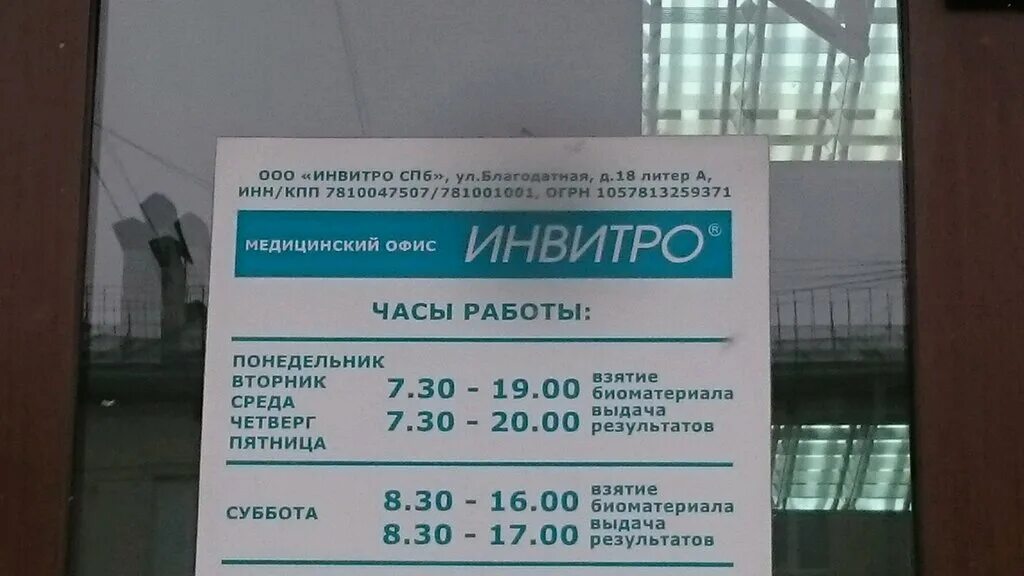 ООО «ИНВИТРО СПб», ул.Благодатная, д.18 литер А,
ИНН/КПП 7810047507/781001001, ОГРН 1057813259371
МЕДИЦИНСКИЙ ОФИС ИНВИТРО®
ЧАСЫ РАБОТЫ:
ПОНЕДЕЛЬНИК
ВТОРНИК
СРЕДА
ЧЕТВЕРГ
ПЯТНИЦА
7.30 - 19.00 взятие биоматериала
7.30 - 20.00 выдача результатов
СУББОТА
8.30 - 16.00 взятие биоматериала
8.30 - 17.00 выдача результатов